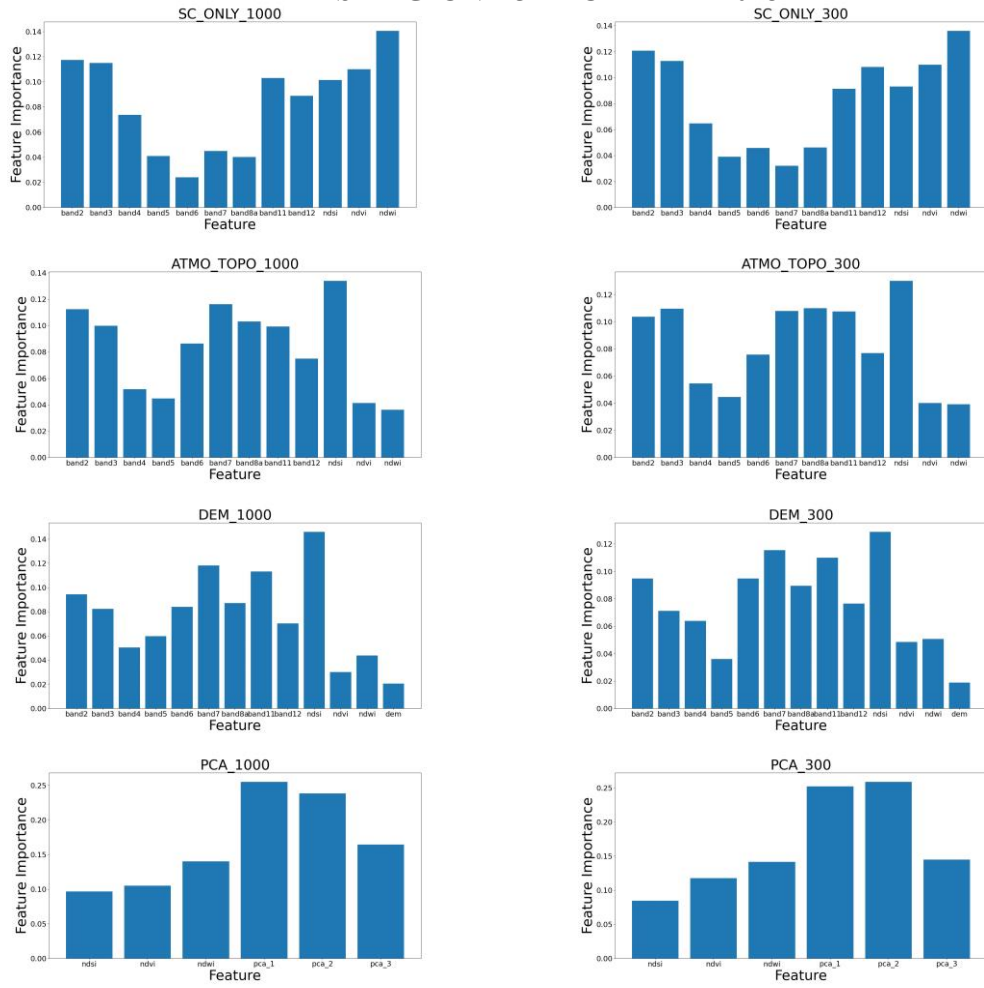 SC_ONLY_1000
Feature Importance
0.14
0.12
0.10
0.08
0.06
0.04
0.02
0.00
band2 band3 band4 band5 band6 band7 band8a band11 band12 ndsi ndvi ndwi
Feature
SC_ONLY_300
Feature Importance
0.14
0.12
0.10
0.08
0.06
0.04
0.02
0.00
band2 band3 band4 band5 band6 band7 band8a band11 band12 ndsi ndvi ndwi
Feature
ATMO_TOPO_1000
Feature Importance
0.14
0.12
0.10
0.08
0.06
0.04
0.02
0.00
band2 band3 band4 band5 band6 band7 band8a band11 band12 ndsi ndvi ndwi
Feature
ATMO_TOPO_300
Feature Importance
0.12
0.10
0.08
0.06
0.04
0.02
0.00
band2 band3 band4 band5 band6 band7 band8a band11 band12 ndsi ndvi ndwi
Feature
DEM_1000
Feature Importance
0.14
0.12
0.10
0.08
0.06
0.04
0.02
0.00
band2 band3 band4 band5 band6 band7 band8a band11 band12 ndsi ndvi ndwi dem
Feature
DEM_300
Feature Importance
0.12
0.10
0.08
0.06
0.04
0.02
0.00
band2 band3 band4 band5 band6 band7 band8a band11 band12 ndsi ndvi ndwi dem
Feature
PCA_1000
Feature Importance
0.25
0.20
0.15
0.10
0.05
0.00
ndsi ndvi ndwi pca_1 pca_2 pca_3
Feature
PCA_300
Feature Importance
0.25
0.20
0.15
0.10
0.05
0.00
ndsi ndvi ndwi pca_1 pca_2 pca_3
Feature